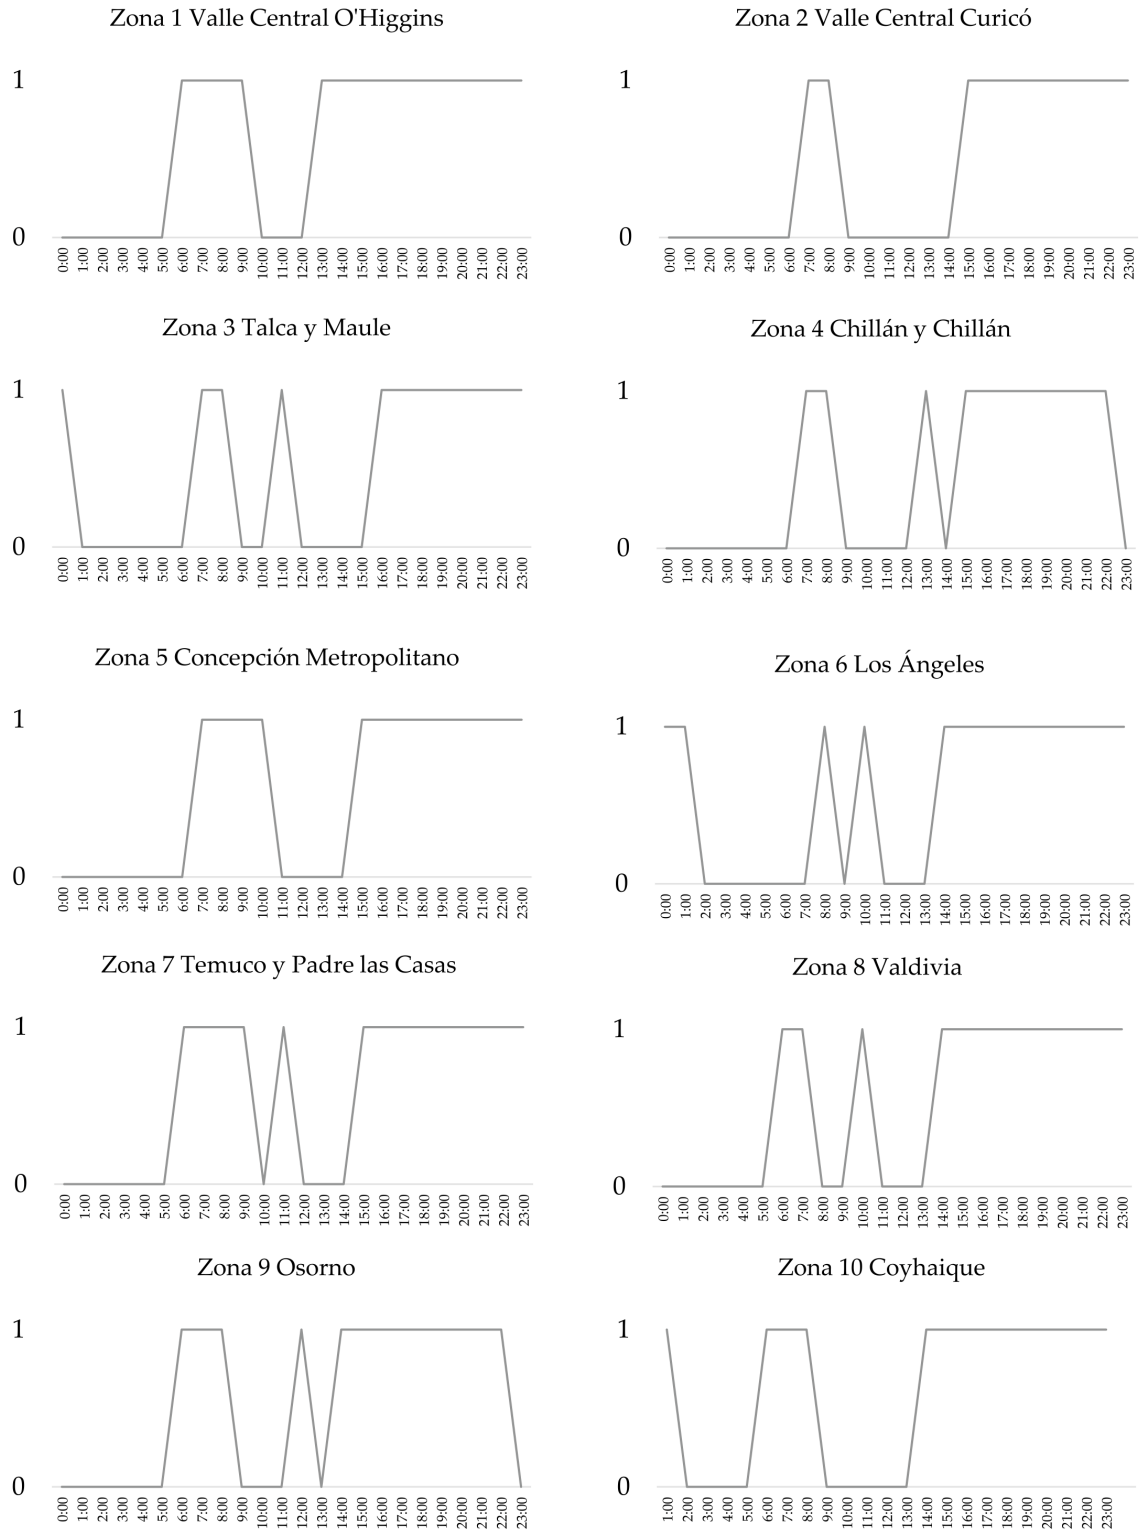 Zona 1 Valle Central O'Higgins
1
0
0:00 1:00 2:00 3:00 4:00 5:00 6:00 7:00 8:00 9:00 10:00 11:00 12:00 13:00 14:00 15:00 16:00 17:00 18:00 19:00 20:00 21:00 22:00 23:00
Zona 2 Valle Central Curicó
1
0
0:00 1:00 2:00 3:00 4:00 5:00 6:00 7:00 8:00 9:00 10:00 11:00 12:00 13:00 14:00 15:00 16:00 17:00 18:00 19:00 20:00 21:00 22:00 23:00
Zona 3 Talca y Maule
1
0
0:00 1:00 2:00 3:00 4:00 5:00 6:00 7:00 8:00 9:00 10:00 11:00 12:00 13:00 14:00 15:00 16:00 17:00 18:00 19:00 20:00 21:00 22:00 23:00
Zona 4 Chillán y Chillán
1
0
0:00 1:00 2:00 3:00 4:00 5:00 6:00 7:00 8:00 9:00 10:00 11:00 12:00 13:00 14:00 15:00 16:00 17:00 18:00 19:00 20:00 21:00 22:00 23:00
Zona 5 Concepción Metropolitano
1
0
0:00 1:00 2:00 3:00 4:00 5:00 6:00 7:00 8:00 9:00 10:00 11:00 12:00 13:00 14:00 15:00 16:00 17:00 18:00 19:00 20:00 21:00 22:00 23:00
Zona 6 Los Ángeles
1
0
0:00 1:00 2:00 3:00 4:00 5:00 6:00 7:00 8:00 9:00 10:00 11:00 12:00 13:00 14:00 15:00 16:00 17:00 18:00 19:00 20:00 21:00 22:00 23:00
Zona 7 Temuco y Padre las Casas
1
0
0:00 1:00 2:00 3:00 4:00 5:00 6:00 7:00 8:00 9:00 10:00 11:00 12:00 13:00 14:00 15:00 16:00 17:00 18:00 19:00 20:00 21:00 22:00 23:00
Zona 8 Valdivia
1
0
0:00 1:00 2:00 3:00 4:00 5:00 6:00 7:00 8:00 9:00 10:00 11:00 12:00 13:00 14:00 15:00 16:00 17:00 18:00 19:00 20:00 21:00 22:00 23:00
Zona 9 Osorno
1
0
0:00 1:00 2:00 3:00 4:00 5:00 6:00 7:00 8:00 9:00 10:00 11:00 12:00 13:00 14:00 15:00 16:00 17:00 18:00 19:00 20:00 21:00 22:00 23:00
Zona 10 Coyhaique
1
0
1:00 2:00 3:00 4:00 5:00 6:00 7:00 8:00 9:00 10:00 11:00 12:00 13:00 14:00 15:00 16:00 17:00 18:00 19:00 20:00 21:00 22:00 23:00